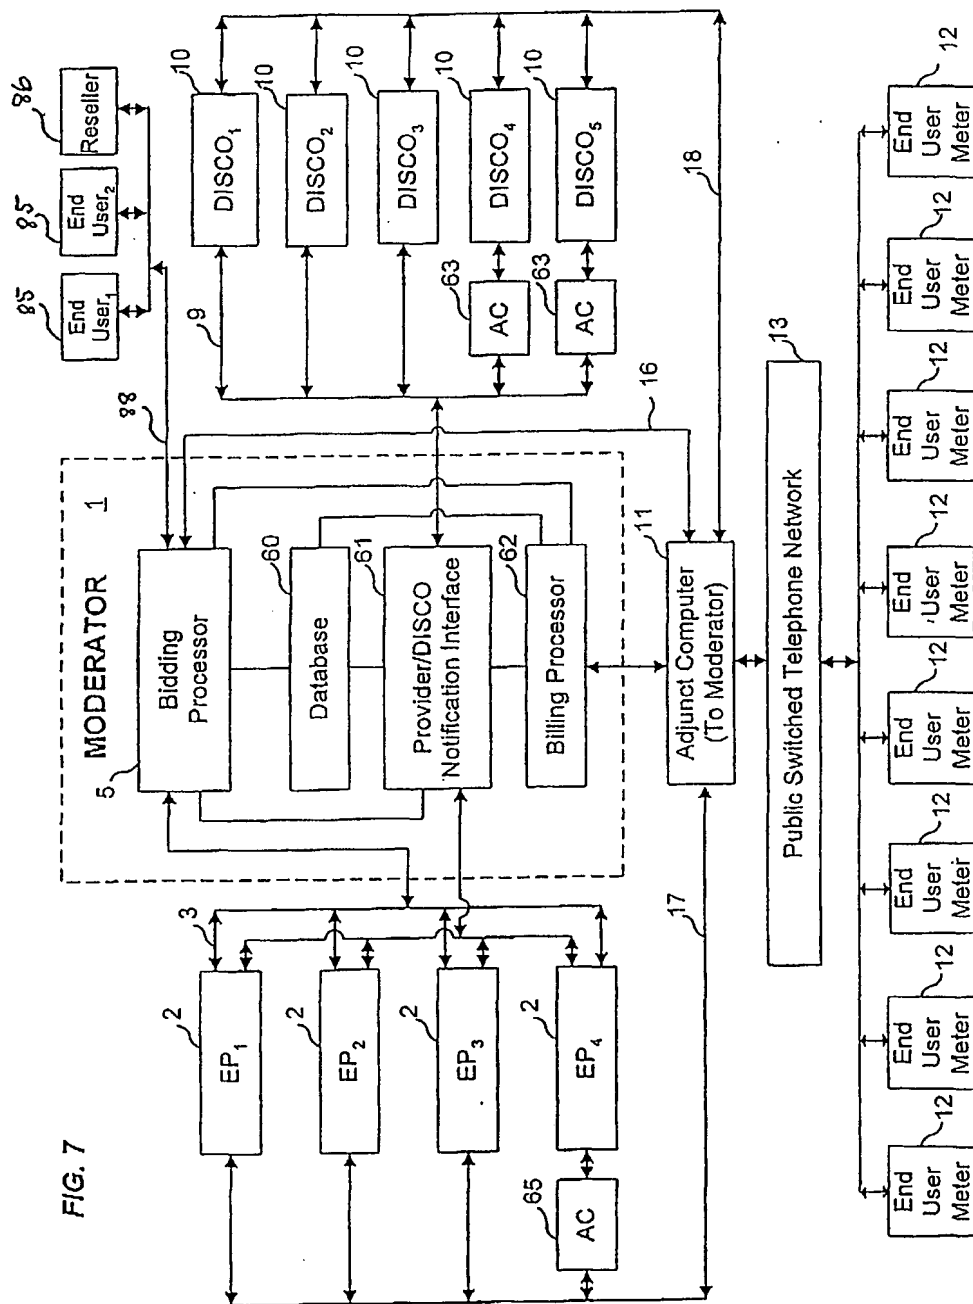 FIG. 7
MODERATOR
1
5
Bidding
Processor
60
Database
61
Provider/DISCO
Notification Interface
62
Billing Processor
3
2
EP1
2
EP2
2
EP3
2
EP4
65
AC
17
88
85
End
User1
85
End
User2
86
Reseller
9
10
DISCO1
10
DISCO2
10
DISCO3
10
DISCO4
10
DISCO5
63
AC
63
AC
16
18
11
Adjunct Computer
(To Moderator)
13
Public Switched Telephone Network
12
End
User
Meter
12
End
User
Meter
12
End
User
Meter
12
End
User
Meter
12
End
User
Meter
12
End
User
Meter
12
End
User
Meter
12
End
User
Meter